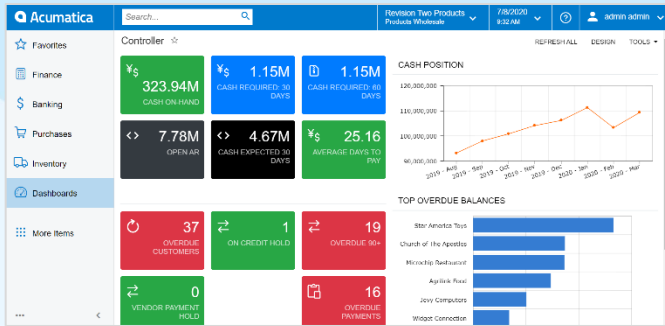 Acumatica
Search...
Revision Two Products
Products Wholesale
7/8/2020
9:32 AM
admin admin
Favorites
Finance
Banking
Purchases
Inventory
Dashboards
More Items
Controller
REFRESH ALL
DESIGN
TOOLS
323.94M
CASH ON-HAND
1.15M
CASH REQUIRED: 30
DAYS
1.15M
CASH REQUIRED: 60
DAYS
7.78M
OPEN AR
4.67M
CASH EXPECTED 30
DAYS
25.16
AVERAGE DAYS TO
PAY
37
OVERDUE
CUSTOMERS
1
ON CREDIT HOLD
19
OVERDUE 90+
0
VENDOR PAYMENT
HOLD
16
OVERDUE
PAYMENTS
CASH POSITION
120,000,000
110,000,000
100,000,000
90,000,000
2019 - Aug
2019 - Sep
2019 - Oct
2019 - Nov
2019 - Dec
2020 - Jan
2020 - Feb
2020 - Mar
TOP OVERDUE BALANCES
Star America Toys
Church of The Apostles
Microchip Restaurant
Agrilink Food
Jevy Computers
Widget Connection